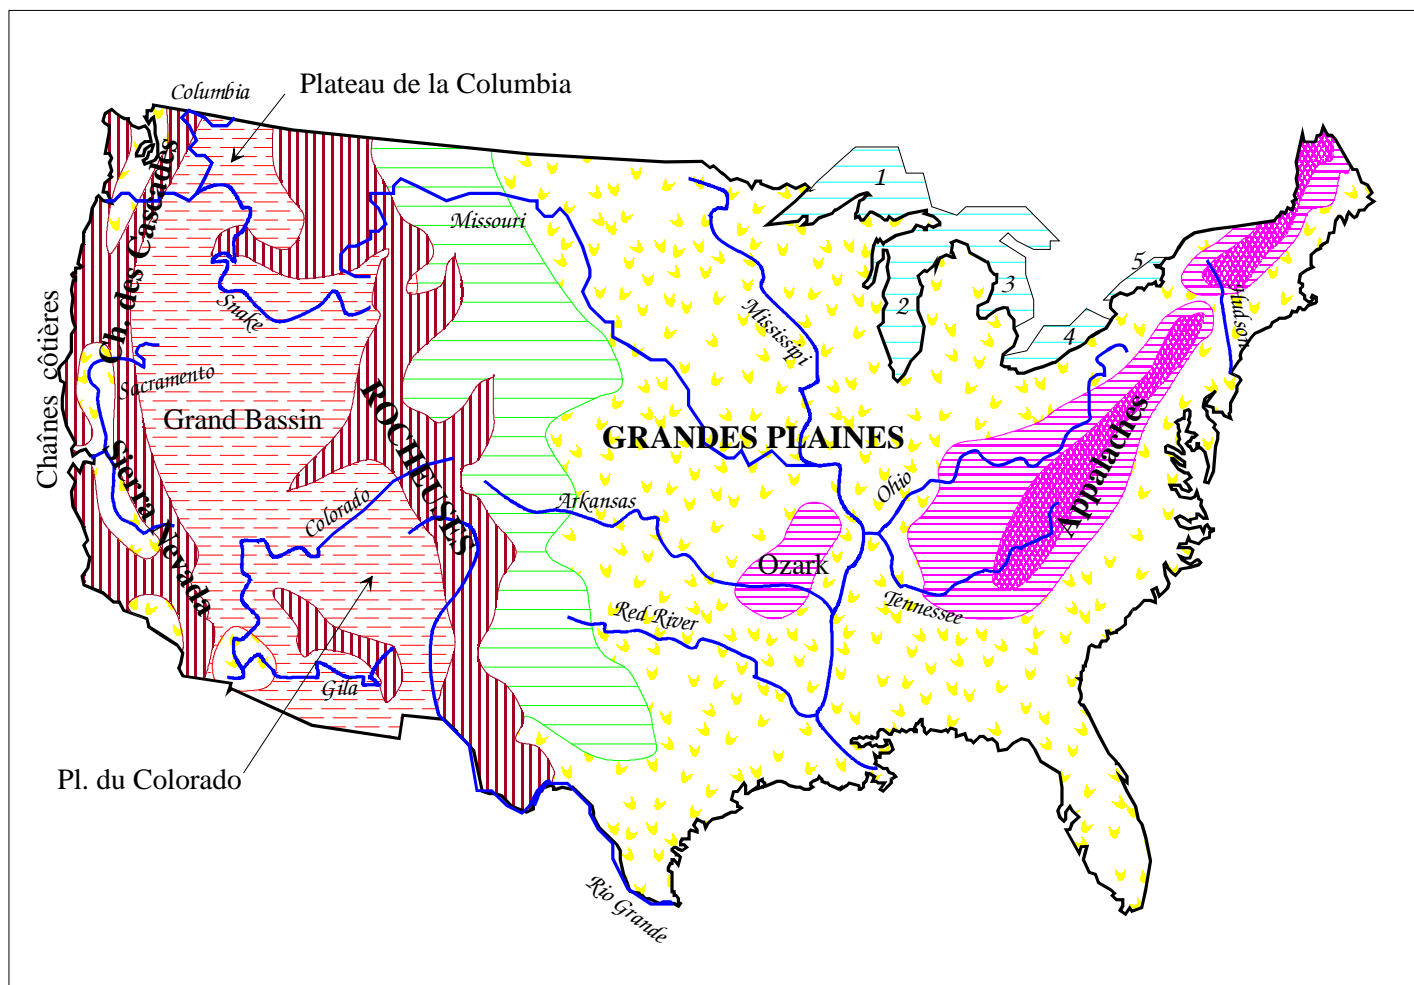 Plateau de la Columbia
Columbia
1
Missouri
Ch. des Cascades
5
3
Snake
2
Mississipi
Hudson
4
Chaînes côtières
Sacramento
Grand Bassin
ROCHEUSES
GRANDES PLAINES
Appalaches
Sierra Nevada
Colorado
Arkansas
Ohio
Ozark
Red River
Tennessee
Gila
Pl. du Colorado
Rio Grande